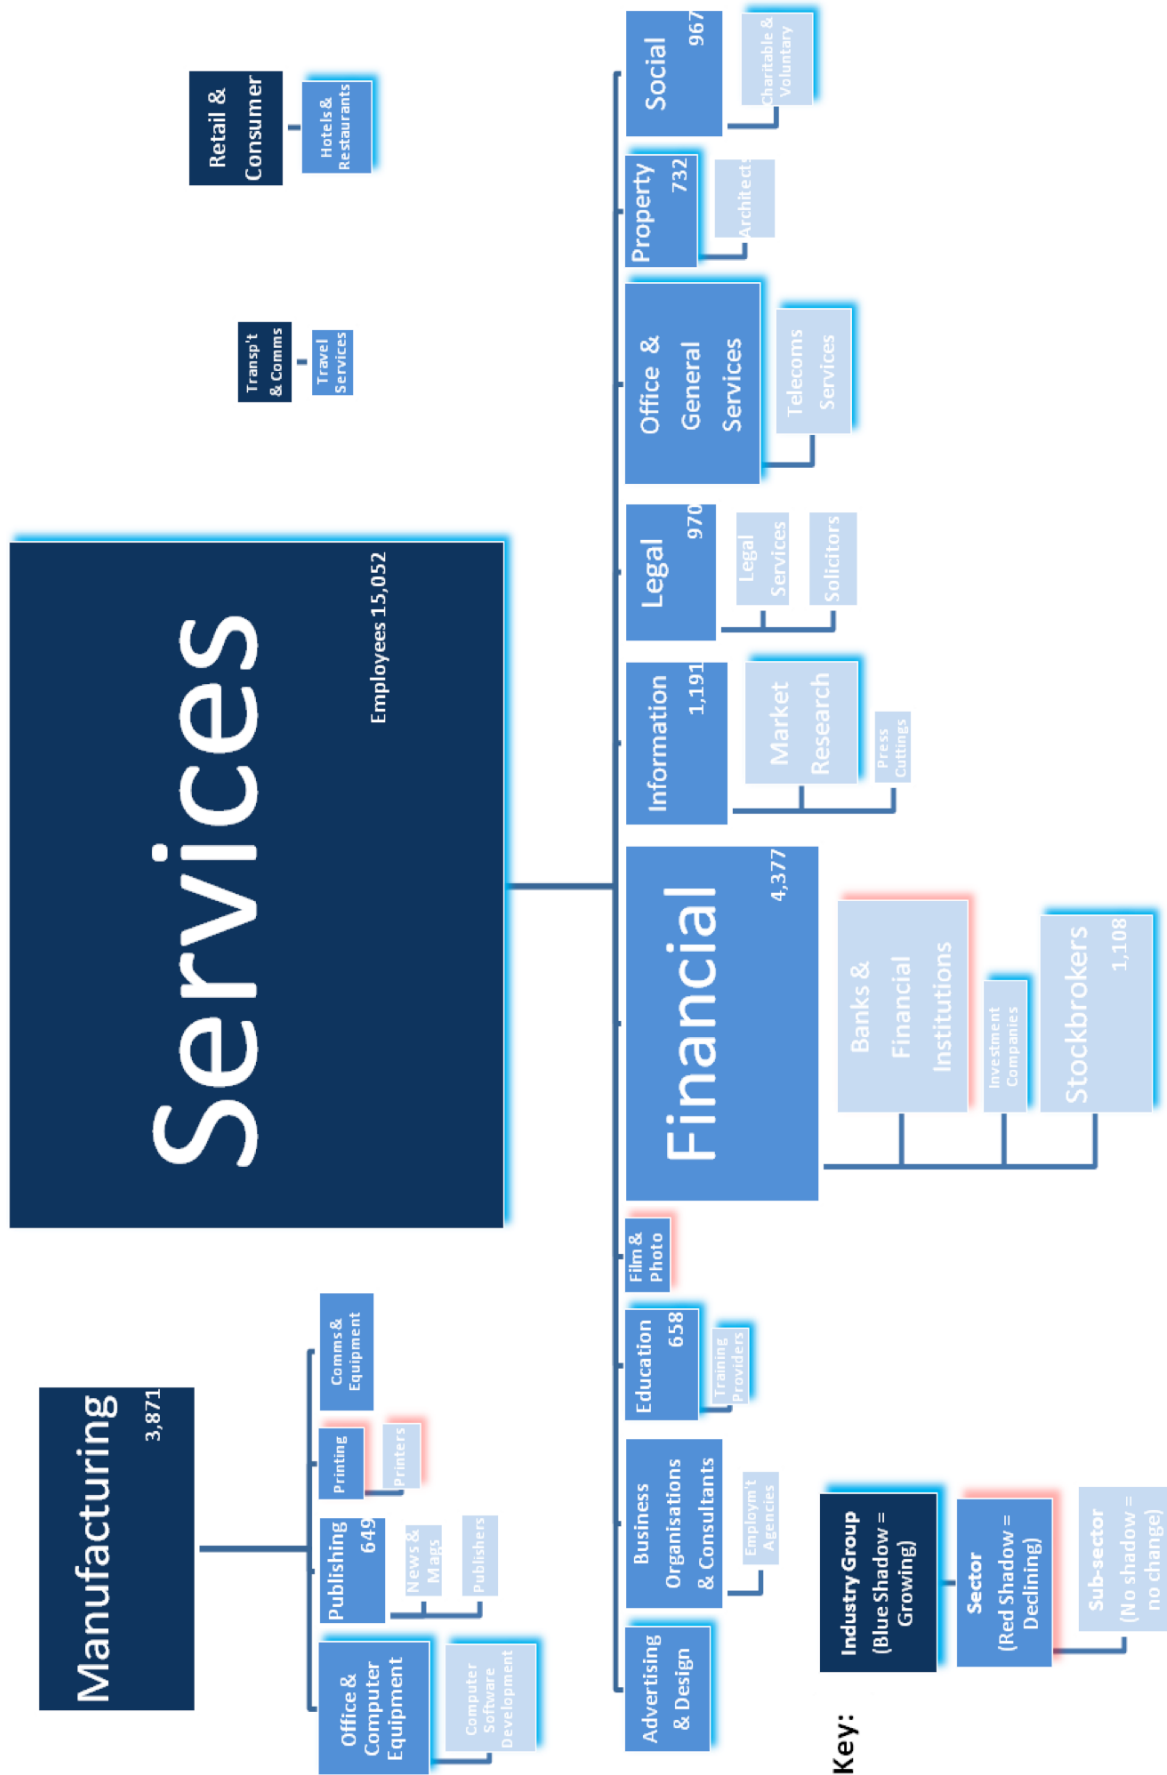 Manufacturing
3,871
Office &
Computer
Equipment
Computer
Software
Development
Publishing
649
News &
Mags
Publishers
Printing
Printers
Comms &
Equipment
Services
Employees 15,052
Transp't
& Comms
Travel
Services
Retail &
Consumer
Hotels &
Restaurants
Advertising
& Design
Business
Organisations
& Consultants
Employm't
Agencies
Education
658
Training
Providers
Film &
Photo
Financial
4,377
Banks &
Financial
Institutions
Investment
Companies
Stockbrokers
1,108
Information
1,191
Market
Research
Press
Cuttings
Legal
970
Legal
Services
Solicitors
Office &
General
Services
Telecoms
Services
Property
732
Architects
Social
967
Charitable &
Voluntary
Key:
Industry Group
(Blue Shadow =
Growing)
Sector
(Red Shadow =
Declining)
Sub-sector
(No shadow =
no change)